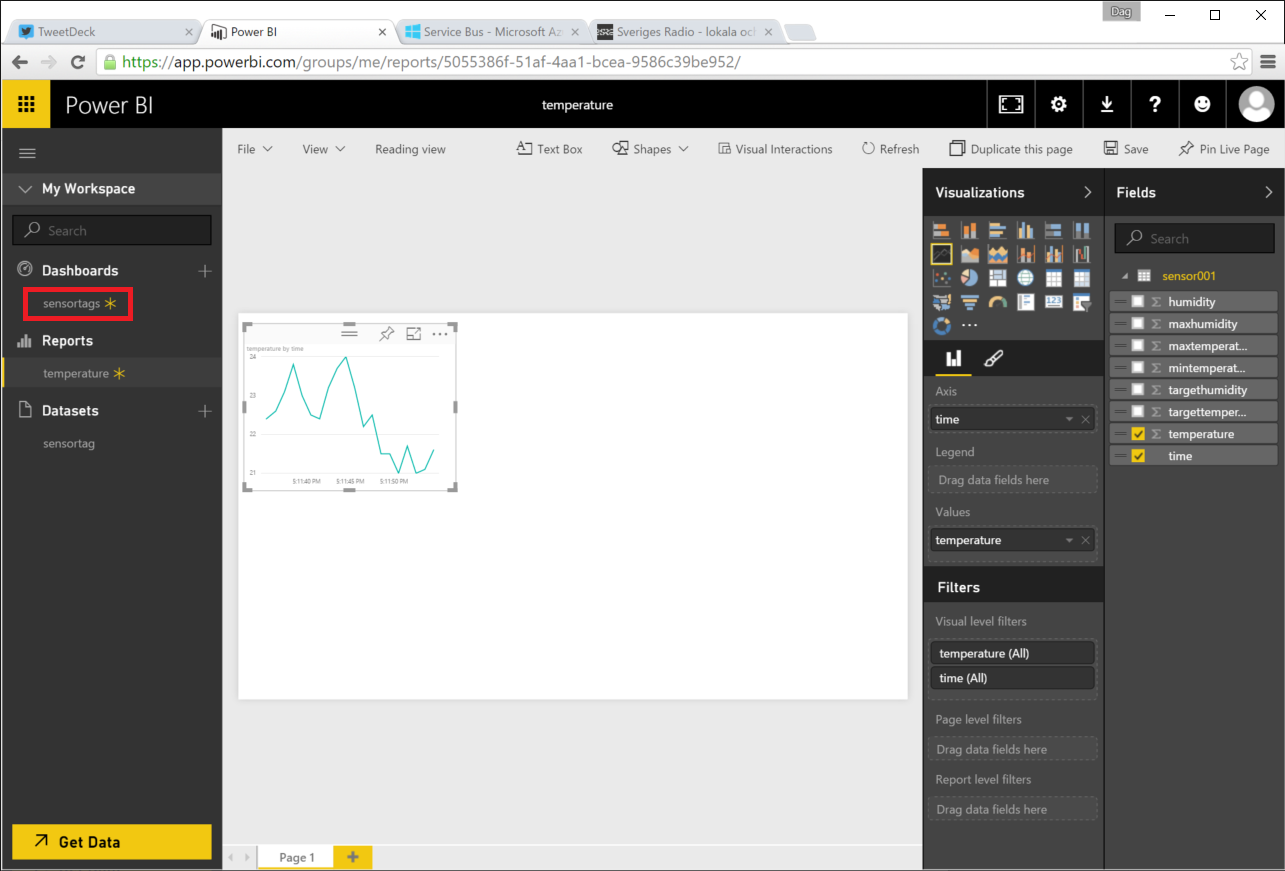 Dag
TweetDeck
Power BI
Service Bus - Microsoft Az
Sveriges Radio - lokala oc
https://app.powerbi.com/groups/me/reports/5055386f-51af-4aa1-bcea-9586c39be952/
Power BI
temperature
?
File
View
Reading view
Text Box
Shapes
Visual Interactions
Refresh
Duplicate this page
Save
Pin Live Page
My Workspace
Search
Dashboards
sensortags
Reports
temperature
Datasets
sensortag
Get Data
temperature by time
24
23
22
21
5:11:40 PM
5:11:45 PM
5:11:50 PM
Page 1
Visualizations
123
Axis
time
Legend
Drag data fields here
Values
temperature
Filters
Visual level filters
temperature (All)
time (All)
Page level filters
Drag data fields here
Report level filters
Drag data fields here
Fields
Search
sensor001
Σ humidity
Σ maxhumidity
Σ maxtemperat...
Σ mintemperat...
Σ targethumidity
Σ targettemper...
Σ temperature
time